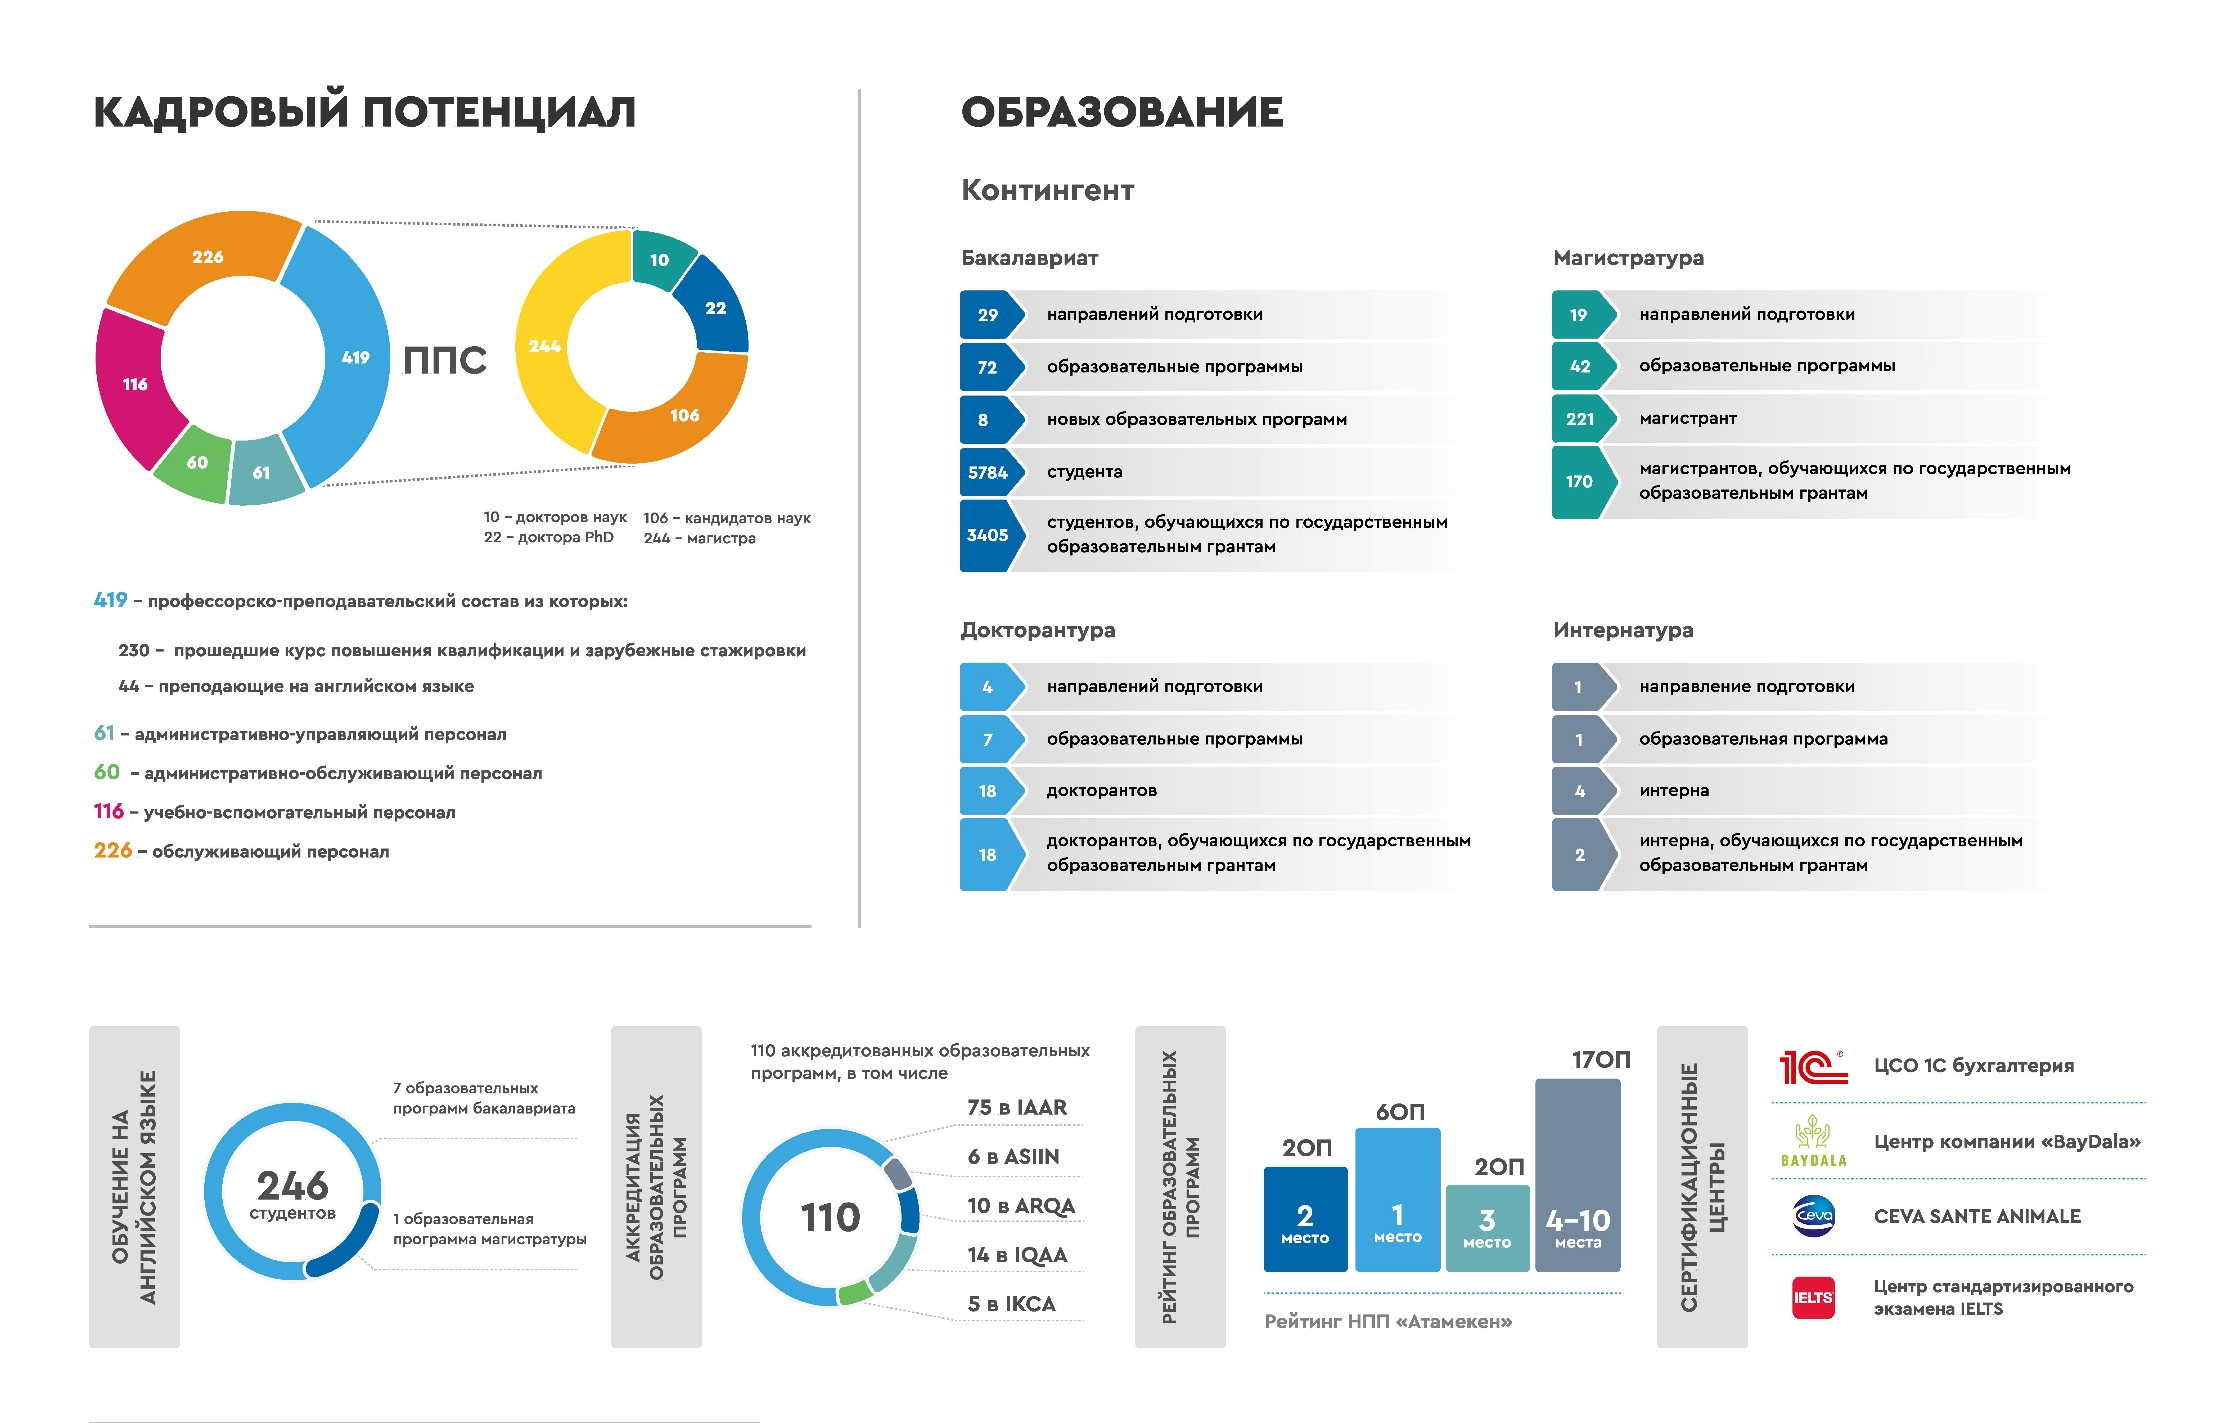 КАДРОВЫЙ ПОТЕНЦИАЛ
226
419
116
60
61
ППС
10
22
244
106
10 – докторов наук
22 – доктора PhD
106 – кандидатов наук
244 – магистра
419 – профессорско-преподавательский состав из которых:
230 – прошедшие курс повышения квалификации и зарубежные стажировки
44 – преподающие на английском языке
61 – административно-управляющий персонал
60 – административно-обслуживающий персонал
116 – учебно-вспомогательный персонал
226 – обслуживающий персонал
ОБРАЗОВАНИЕ
Контингент
Бакалавриат
29 направлений подготовки
72 образовательные программы
8 новых образовательных программ
5784 студента
3405 студентов, обучающихся по государственным
образовательным грантам
Магистратура
19 направлений подготовки
42 образовательные программы
221 магистрант
170 магистрантов, обучающихся по государственным
образовательным грантам
Докторантура
4 направлений подготовки
7 образовательные программы
18 докторантов
18 докторантов, обучающихся по государственным
образовательным грантам
Интернатура
1 направление подготовки
1 образовательная программа
4 интерна
2 интерна, обучающихся по государственным
образовательным грантам
ОБУЧЕНИЕ НА
АНГЛИЙСКОМ ЯЗЫКЕ
246
студентов
7 образовательных
программ бакалавриата
1 образовательная
программа магистратуры
АККРЕДИТАЦИЯ
ОБРАЗОВАТЕЛЬНЫХ
ПРОГРАММ
110 аккредитованных образовательных
программ, в том числе
110
75 в IAAR
6 в ASIIN
10 в ARQA
14 в IQAA
5 в IKCA
РЕЙТИНГ ОБРАЗОВАТЕЛЬНЫХ
ПРОГРАММ
2ОП
2
место
6ОП
1
место
2ОП
3
место
17ОП
4–10
места
Рейтинг НПП «Атамекен»
СЕРТИФИКАЦИОННЫЕ
ЦЕНТРЫ
1C®
ЦСО 1С бухгалтерия
BAYDALA
Центр компании «BayDala»
Ceva
CEVA SANTE ANIMALE
IELTS
Центр стандартизированного
экзамена IELTS